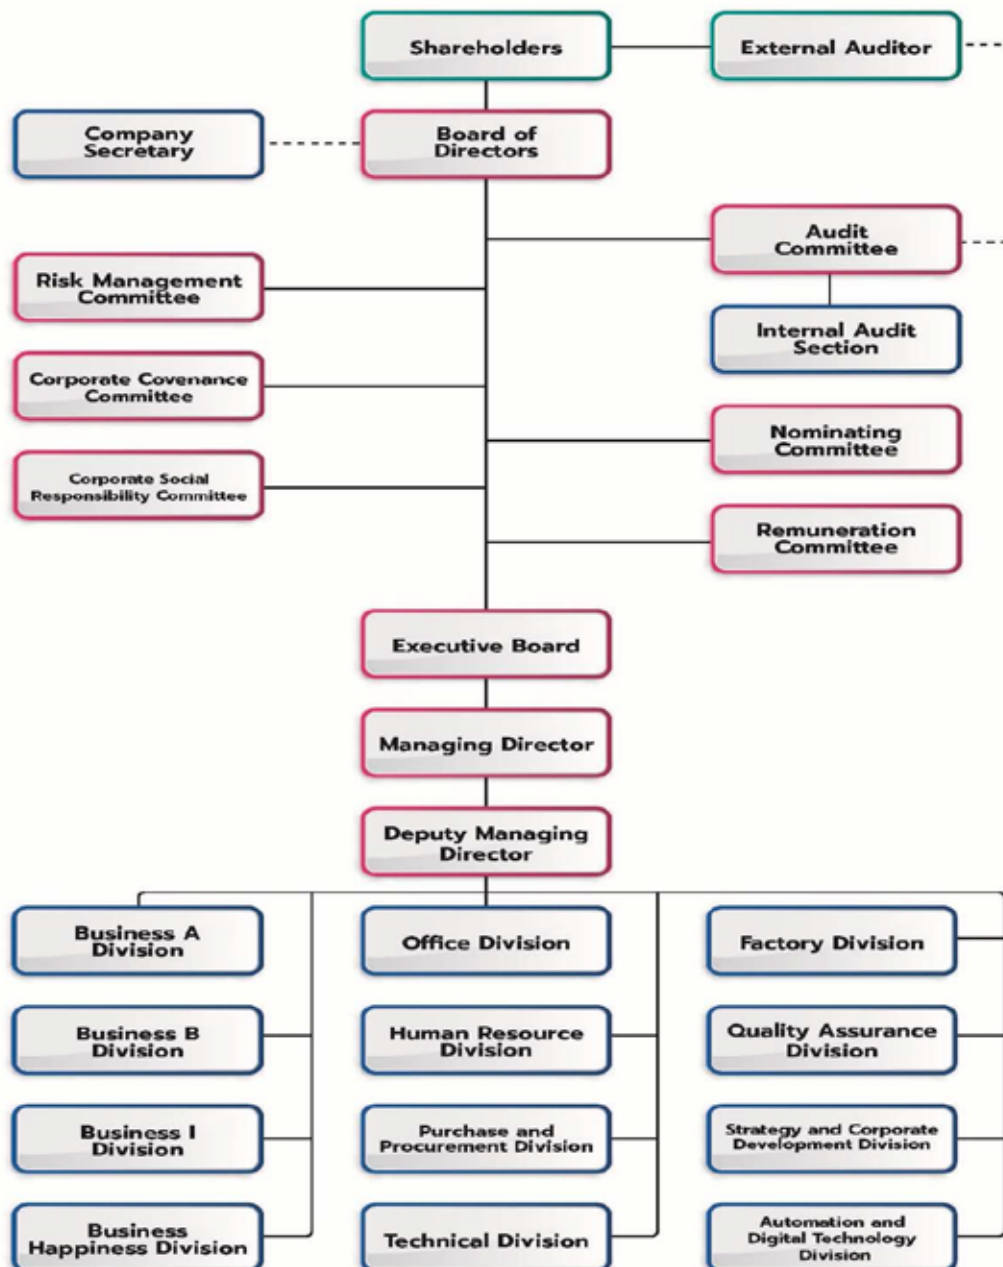 Shareholders
External Auditor
Company
Secretary
Board of
Directors
Audit
Committee
Risk Management
Committee
Internal Audit
Section
Corporate Covenance
Committee
Nominating
Committee
Corporate Social
Responsibility Committee
Remuneration
Committee
Executive Board
Managing Director
Deputy Managing
Director
Business A
Division
Office Division
Factory Division
Business B
Division
Human Resource
Division
Quality Assurance
Division
Business I
Division
Purchase and
Procurement Division
Strategy and Corporate
Development Division
Business
Happiness Division
Technical Division
Automation and
Digital Technology
Division